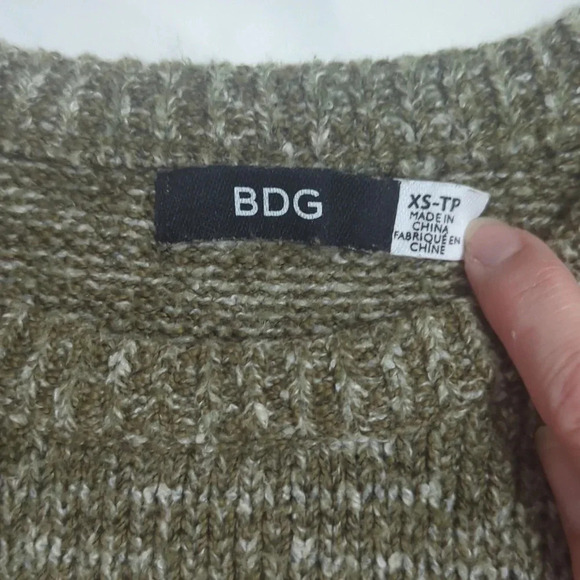 BDG
XS-TP
MADE IN
CHINA
FABRIQUÉ EN
CHINE